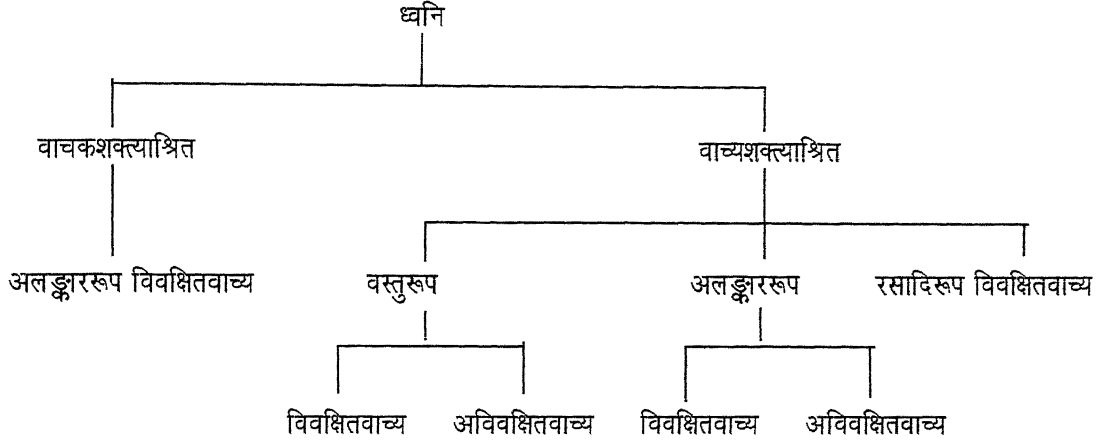 ध्वनि
वाचकशक्त्याश्रित वाच्यशक्त्याश्रित
अलङ्काररूप विवक्षितवाच्य वस्तुरूप अलङ्काररूप रसादिरूप विवक्षितवाच्य
विवक्षितवाच्य अविवक्षितवाच्य विवक्षितवाच्य अविवक्षितवाच्य